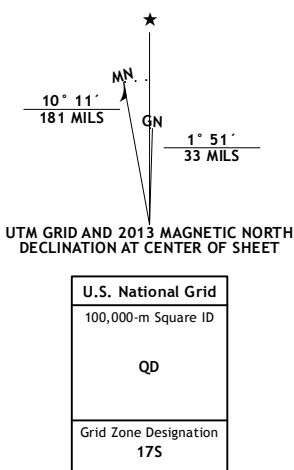 MN
GN
10° 11´
181 MILS
1° 51´
33 MILS
UTM GRID AND 2013 MAGNETIC NORTH
DECLINATION AT CENTER OF SHEET
U.S. National Grid
100,000-m Square ID
QD
Grid Zone Designation
17S